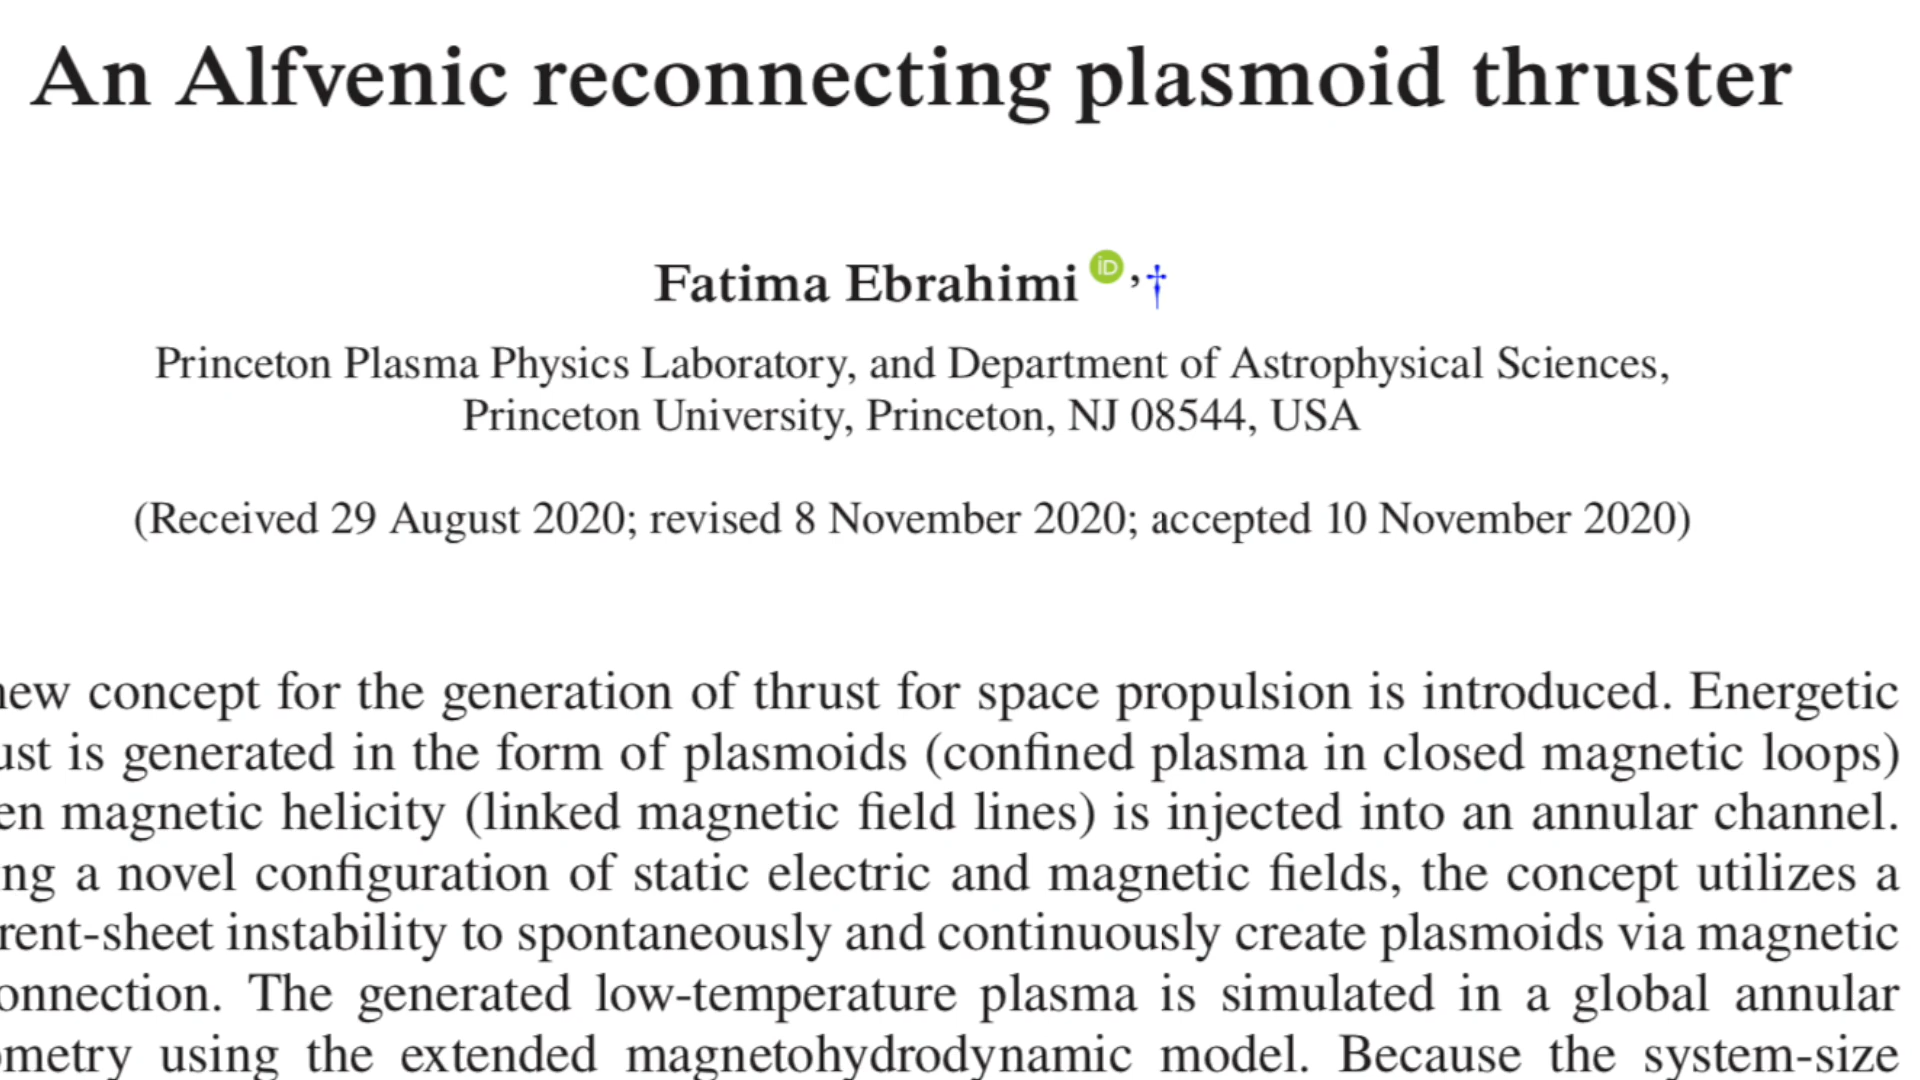 An Alfvenic reconnecting plasmoid thruster
Fatima Ebrahimi iD,†
Princeton Plasma Physics Laboratory, and Department of Astrophysical Sciences,
Princeton University, Princeton, NJ 08544, USA
(Received 29 August 2020; revised 8 November 2020; accepted 10 November 2020)
new concept for the generation of thrust for space propulsion is introduced. Energetic
ust is generated in the form of plasmoids (confined plasma in closed magnetic loops)
en magnetic helicity (linked magnetic field lines) is injected into an annular channel.
ng a novel configuration of static electric and magnetic fields, the concept utilizes a
rent-sheet instability to spontaneously and continuously create plasmoids via magnetic
onnection. The generated low-temperature plasma is simulated in a global annular
ometry using the extended magnetohydrodynamic model. Because the system-size